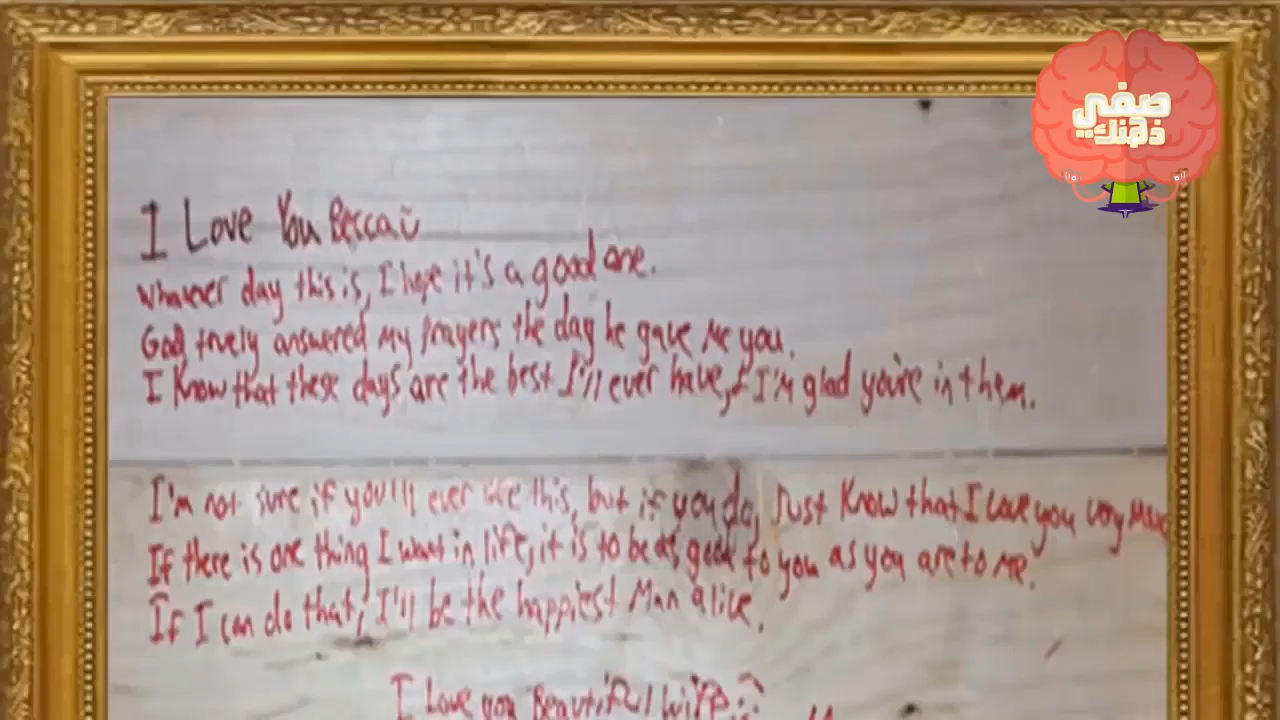 صفي
ذهنك
I Love You Becca
Whatever day this is, I hope it's a good one.
God truely answered my prayers the day he gave me you.
I Know that these days are the best I'll ever have, & I'm glad you're in them.
I'm not sure if you'll ever see this, but if you do, Just Know that I Love you very Much
If there is one thing I want in life, it is to be as good to you as you are to me.
If I can do that, I'll be the happiest Man alive.
I Love you Beautiful Wife